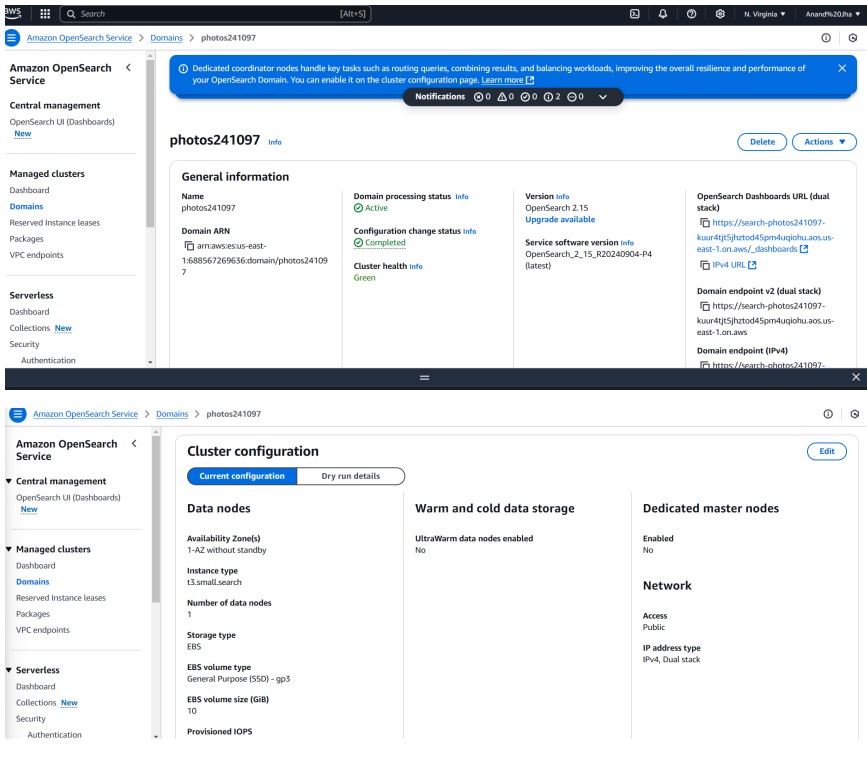 aws
Search
[Alt+S]
N. Virginia ▼
Anand%20Jha ▼
Amazon OpenSearch Service > Domains > photos241097
Amazon OpenSearch
Service
Central management
OpenSearch UI (Dashboards)
New
Managed clusters
Dashboard
Domains
Reserved Instance leases
Packages
VPC endpoints
Serverless
Dashboard
Collections New
Security
Authentication
Dedicated coordinator nodes handle key tasks such as routing queries, combining results, and balancing workloads, improving the overall resilience and performance of
your OpenSearch Domain. You can enable it on the cluster configuration page. Learn more
Notifications 0 0 0 2 0
photos241097 Info
Delete
Actions ▼
General information
Name
photos241097
Domain ARN
arn:aws:es:us-east-
1:688567269636:domain/photos24109
7
Domain processing status Info
Active
Configuration change status Info
Completed
Cluster health Info
Green
Version Info
OpenSearch 2.15
Upgrade available
Service software version Info
OpenSearch_2_15_R20240904-P4
(latest)
OpenSearch Dashboards URL (dual
stack)
https://search-photos241097-
kuur4tjt5jhztod45pm4uqiohu.aos.us-
east-1.on.aws/_dashboards
IPv4 URL
Domain endpoint v2 (dual stack)
https://search-photos241097-
kuur4tjt5jhztod45pm4uqiohu.aos.us-
east-1.on.aws
Domain endpoint (IPv4)
https://search-photos241097-
Amazon OpenSearch Service > Domains > photos241097
Amazon OpenSearch
Service
Central management
OpenSearch UI (Dashboards)
New
Managed clusters
Dashboard
Domains
Reserved Instance leases
Packages
VPC endpoints
Serverless
Dashboard
Collections New
Security
Authentication
Cluster configuration
Edit
Current configuration
Dry run details
Data nodes
Availability Zone(s)
1-AZ without standby
Instance type
t3.small.search
Number of data nodes
1
Storage type
EBS
EBS volume type
General Purpose (SSD) - gp3
EBS volume size (GiB)
10
Provisioned IOPS
Warm and cold data storage
UltraWarm data nodes enabled
No
Dedicated master nodes
Enabled
No
Network
Access
Public
IP address type
IPv4, Dual stack